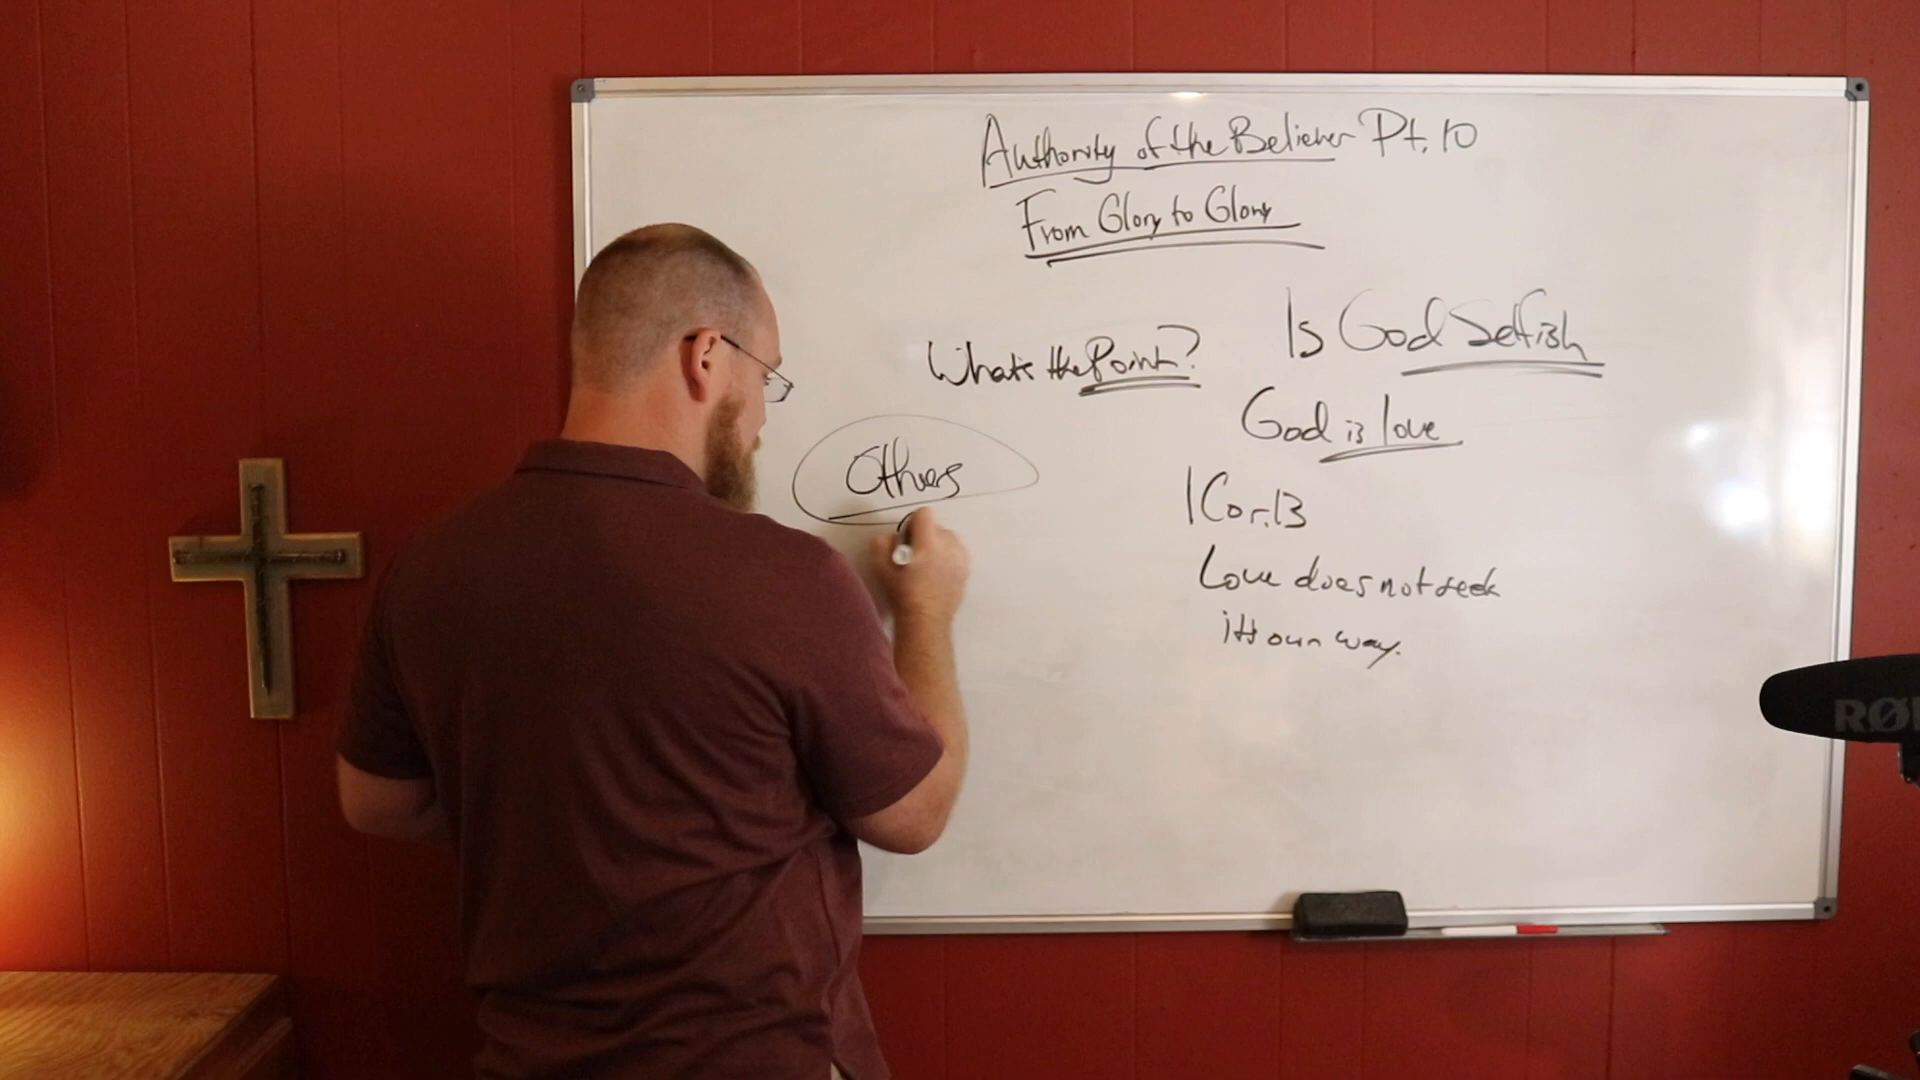 Authority of the Believer Pt. 10
From Glory to Glory
What's the Point?
Others
Is God Selfish
God is love
1 Cor. 13
Love does not seek
its own way.
RØ